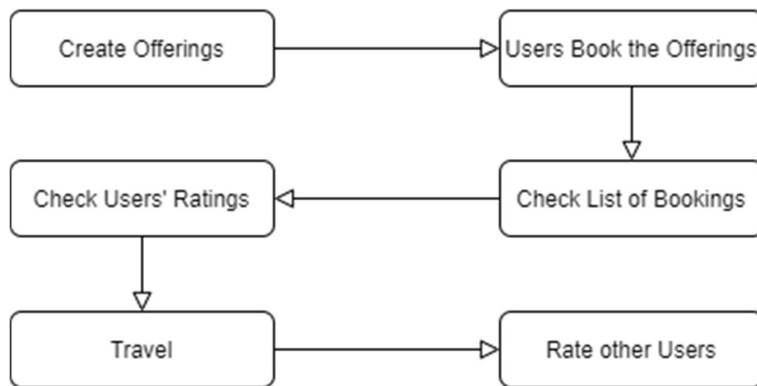 Create Offerings
Users Book the Offerings
Check Users' Ratings
Check List of Bookings
Travel
Rate other Users